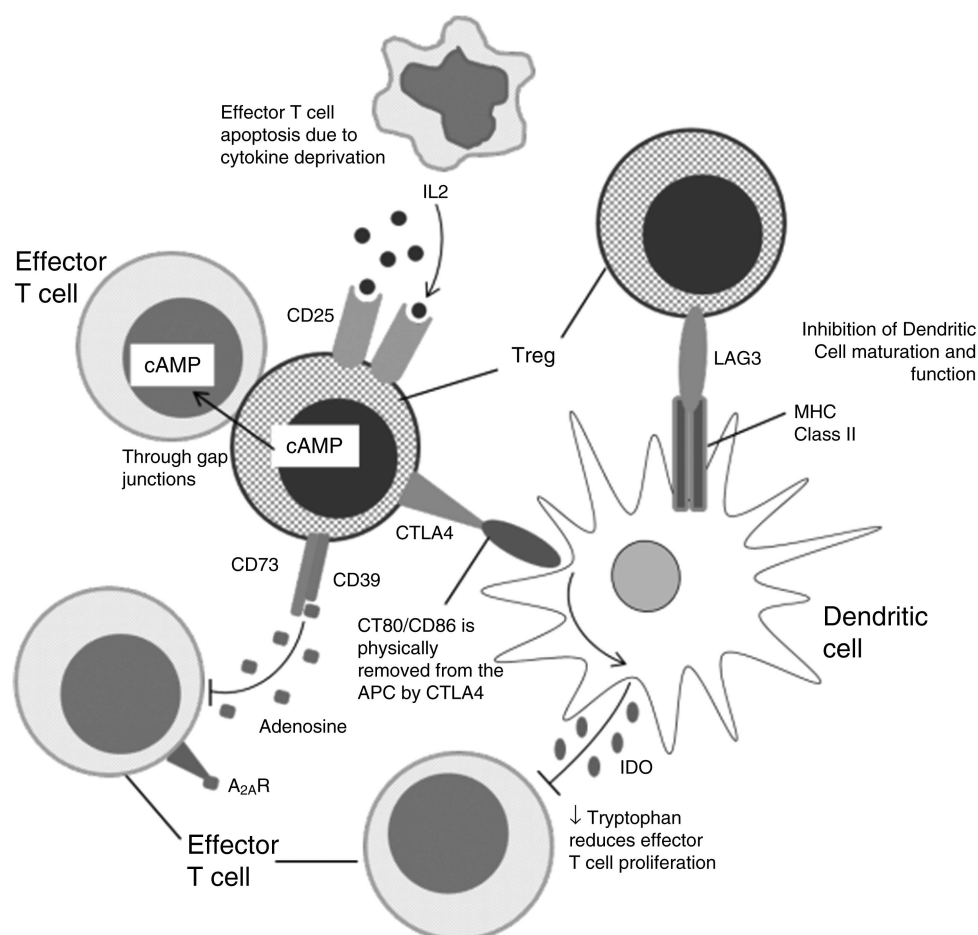 Effector T cell
apoptosis due to
cytokine deprivation
IL2
Effector
T cell
CD25
cAMP
Treg
LAG3
Inhibition of Dendritic
Cell maturation and
function
MHC
Class II
cAMP
Through gap
junctions
CTLA4
CD73
CD39
CT80/CD86 is
physically
removed from the
APC by CTLA4
Dendritic
cell
Adenosine
A2AR
IDO
↓ Tryptophan
reduces effector
T cell proliferation
Effector
T cell